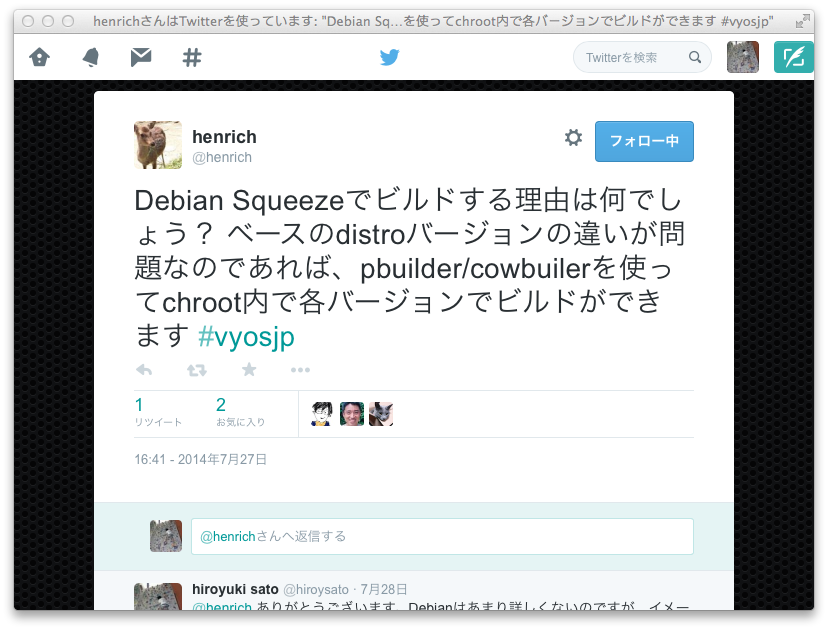 henrichさんはTwitterを使っています: "Debian Sq...を使ってchroot内で各バージョンでビルドができます #vyosjp"
Twitterを検索
henrich
@henrich
フォロー中
Debian Squeezeでビルドする理由は何でし
ょう？ ベースのdistroバージョンの違いが問
題なのであれば、pbuilder/cowbuilerを使っ
てchroot内で各バージョンでビルドができ
ます #vyosjp
1
リツイート
2
お気に入り
16:41 - 2014年7月27日
@henrichさんへ返信する
hiroyuki sato @hiroysato · 7月28日
@henrich ありがとうございます。Debianはあまり詳しくないのですが、イメー